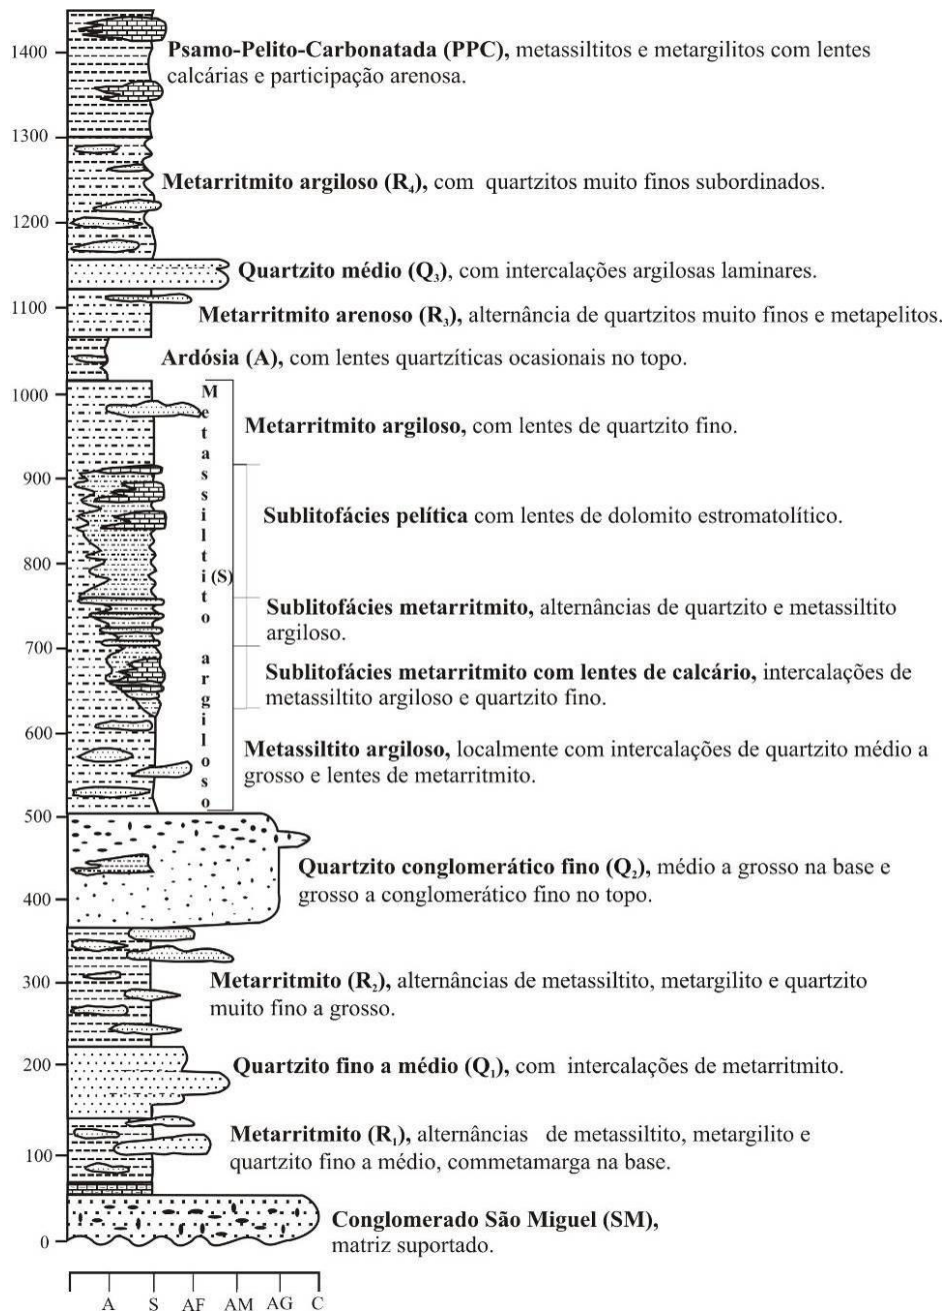 1400
Psamo-Pelito-Carbonatada (PPC), metassiltitos e metargilitos com lentes
calcárias e participação arenosa.
1300
Metarritmito argiloso (R₄), com quartzitos muito finos subordinados.
1200
Quartzito médio (Q₃), com intercalações argilosas laminares.
1100
Metarritmito arenoso (R₃), alternância de quartzitos muito finos e metapelitos.
Ardósia (A), com lentes quartzíticas ocasionais no topo.
1000
Metassiltito argiloso
(S)
Metarritmito argiloso, com lentes de quartzito fino.
900
Sublitofácies pelítica com lentes de dolomito estromatolítico.
800
Sublitofácies metarritmito, alternâncias de quartzito e metassiltito
argiloso.
700
Sublitofácies metarritmito com lentes de calcário, intercalações de
metassiltito argiloso e quartzito fino.
600
Metassiltito argiloso, localmente com intercalações de quartzito médio a
grosso e lentes de metarritmito.
500
Quartzito conglomerático fino (Q₂), médio a grosso na base e
grosso a conglomerático fino no topo.
400
300
Metarritmito (R₂), alternâncias de metassiltito, metargilito e quartzito
muito fino a grosso.
200
Quartzito fino a médio (Q₁), com intercalações de metarritmito.
Metarritmito (R₁), alternâncias de metassiltito, metargilito e
100
quartzito fino a médio, commetamarga na base.
Conglomerado São Miguel (SM),
0
matriz suportado.
A S AF AM AG C